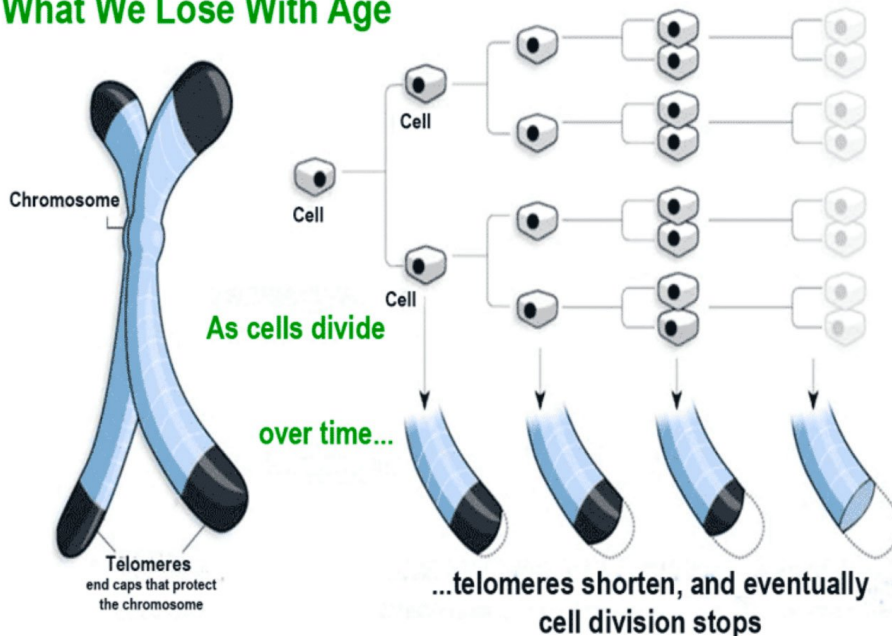 What We Lose With Age
Cell
Chromosome
Cell
Cell
As cells divide
over time...
Telomeres
end caps that protect
the chromosome
...telomeres shorten, and eventually
cell division stops